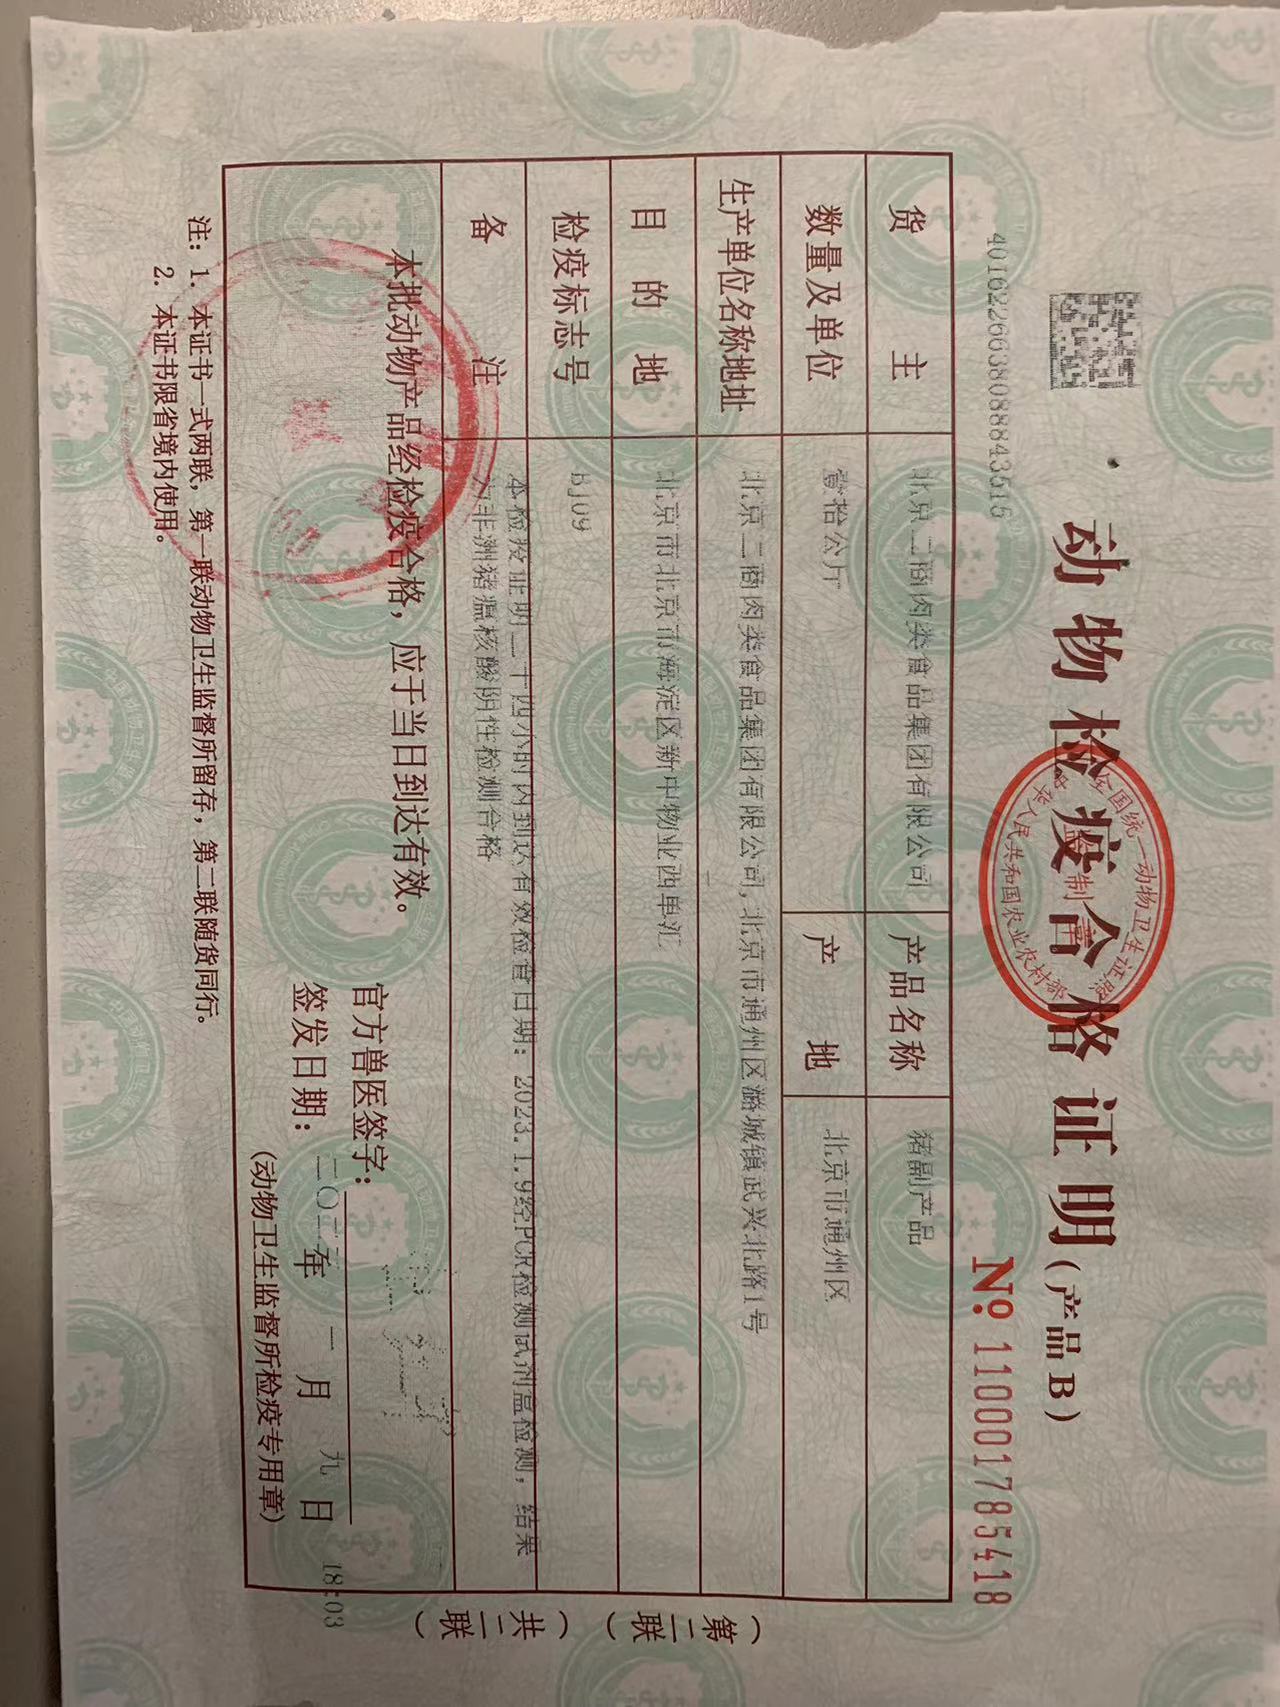 动物检疫合格证明(产品B)
全国统一动物卫生证照
监制章
中华人民共和国农业农村部
4016226638088843515
№ 110001785418
货主 北京二商肉类食品集团有限公司 产品名称 猪副产品
数量及单位 壹拾公斤 产地 北京市通州区
生产单位名称地址 北京二商肉类食品集团有限公司,北京市通州区潞城镇武兴北路1号
目的地 北京市北京市海淀区新中物业西单汇
检疫标志号 BJ09
备注 本检疫证明二十四小时内到达有效检查日期:2023.1.9经PCR检测试剂盒检测,结果
为非洲猪瘟核酸阴性检测合格
本批动物产品经检疫合格,应于当日到达有效。
官方兽医签字:
签发日期: 二〇二三年 一月 九日 18:03
(动物卫生监督所检疫专用章)
(第二联)
(共二联)
注:1. 本证书一式两联,第一联动物卫生监督所留存,第二联随货同行。
2. 本证书限省境内使用。